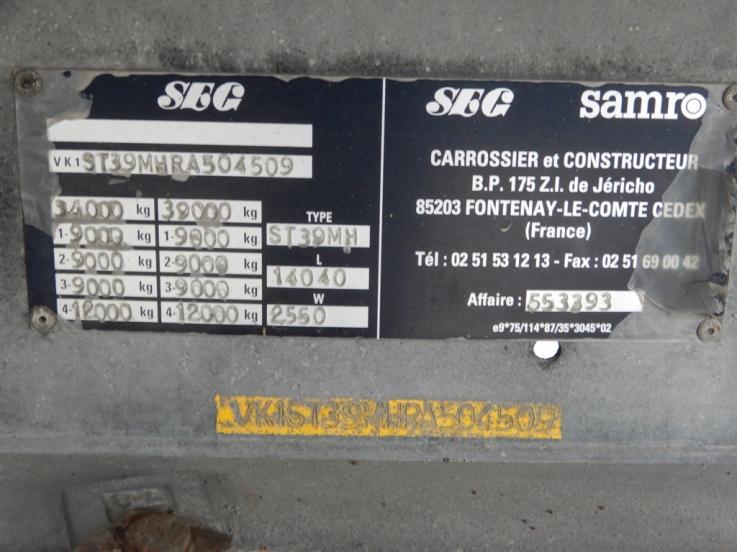 SEG
VK1 ST39MHRA504509
34000 kg 39000 kg
1-9000 kg 1-9000 kg
2-9000 kg 2-9000 kg
3-9000 kg 3-9000 kg
4-12000 kg 4-12000 kg
TYPE
ST39MH
L
14040
W
2550
SEG samro
CARROSSIER et CONSTRUCTEUR
B.P. 175 Z.I. de Jéricho
85203 FONTENAY-LE-COMTE CEDEX
(France)
Tél : 02 51 53 12 13 - Fax : 02 51 69 00 42
Affaire : 553393
e9*75/114*87/35*3045*02
VK1ST39MHRA504509